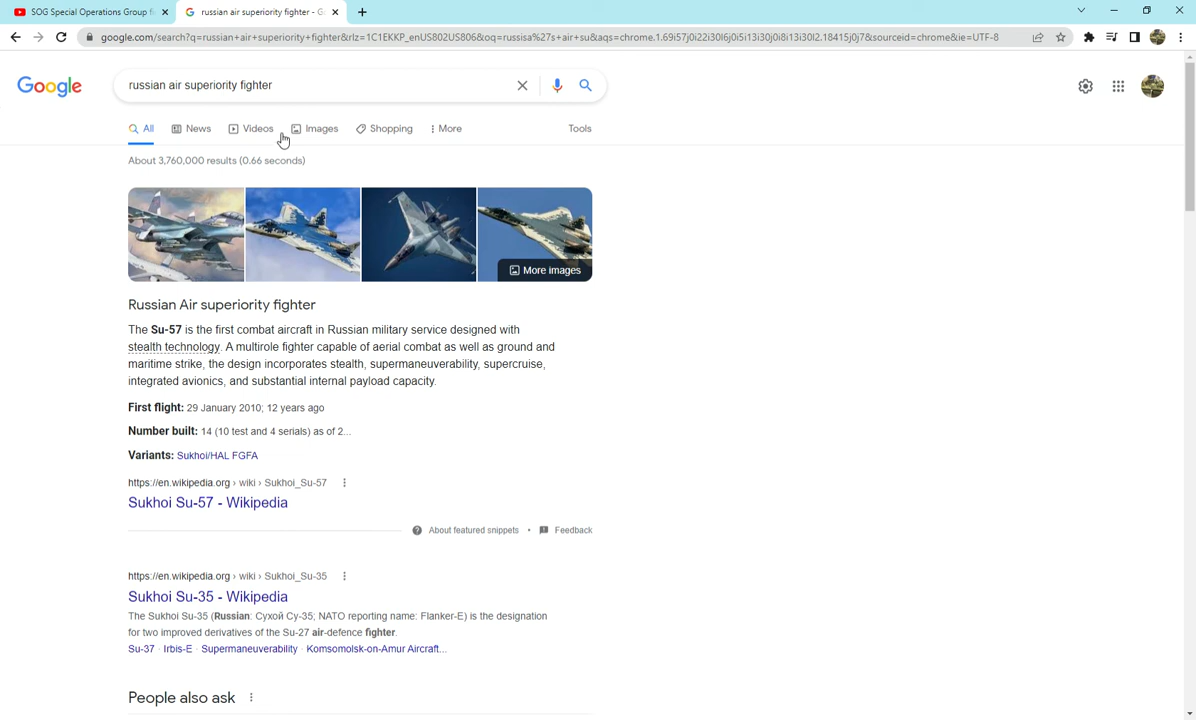 SOG Special Operations Group
russian air superiority fighter - G
google.com/search?q=russian+air+superiority+fighter&rlz=1C1EKKP_enUS802US806&oq=russisa%27s+air+su&aqs=chrome.1.69i57j0i22i30l6j0i5i13i30j0i8i13i30l2.18415j0j7&sourceid=chrome&ie=UTF-8
Google
russian air superiority fighter
All News Videos Images Shopping More Tools
About 3,760,000 results (0.66 seconds)
More images
Russian Air superiority fighter
The Su-57 is the first combat aircraft in Russian military service designed with
stealth technology. A multirole fighter capable of aerial combat as well as ground and
maritime strike, the design incorporates stealth, supermaneuverability, supercruise,
integrated avionics, and substantial internal payload capacity.
First flight: 29 January 2010; 12 years ago
Number built: 14 (10 test and 4 serials) as of 2...
Variants: Sukhoi/HAL FGFA
https://en.wikipedia.org › wiki › Sukhoi_Su-57
Sukhoi Su-57 - Wikipedia
About featured snippets • Feedback
https://en.wikipedia.org › wiki › Sukhoi_Su-35
Sukhoi Su-35 - Wikipedia
The Sukhoi Su-35 (Russian: Сухой Су-35; NATO reporting name: Flanker-E) is the designation
for two improved derivatives of the Su-27 air-defence fighter.
Su-37 · Irbis-E · Supermaneuverability · Komsomolsk-on-Amur Aircraft...
People also ask